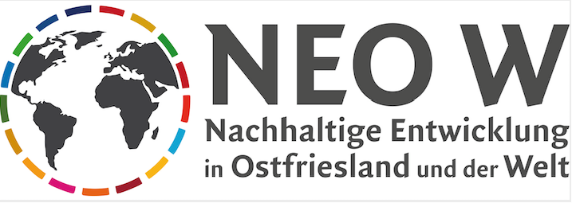 NEO W
Nachhaltige Entwicklung
in Ostfriesland und der Welt